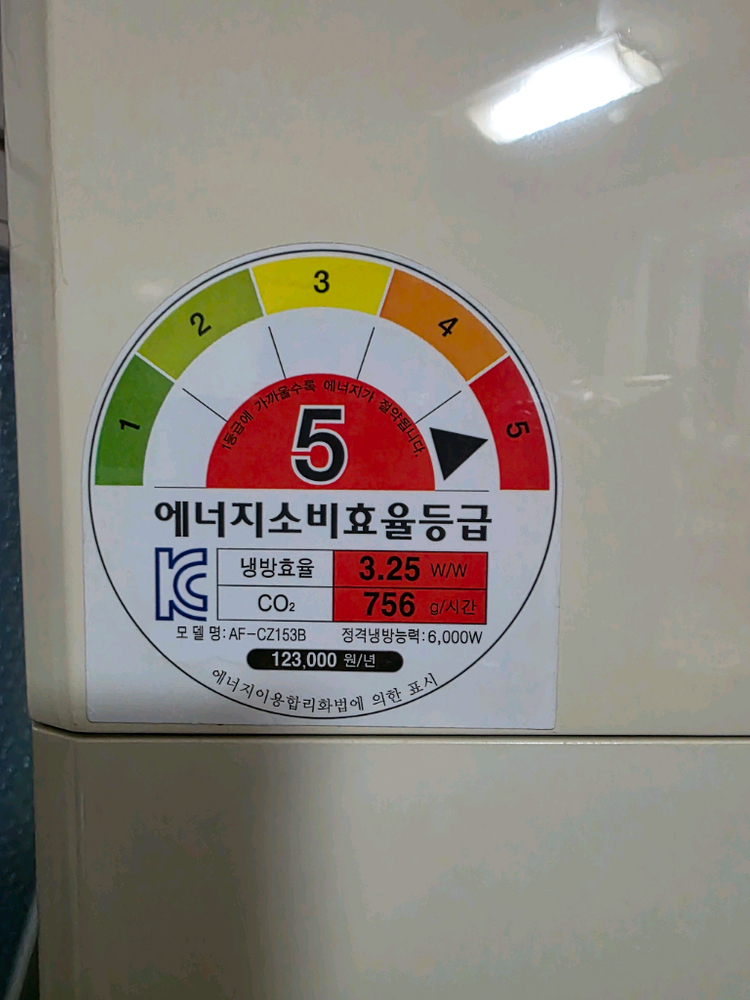 1
2
3
4
5
1등급에 가까울수록 에너지가 절약됩니다.
5
에너지소비효율등급
KC
냉방효율 3.25 W/W
CO₂ 756 g/시간
모 델 명: AF-CZ153B 정격냉방능력: 6,000W
123,000 원/년
에너지이용합리화법에 의한 표시